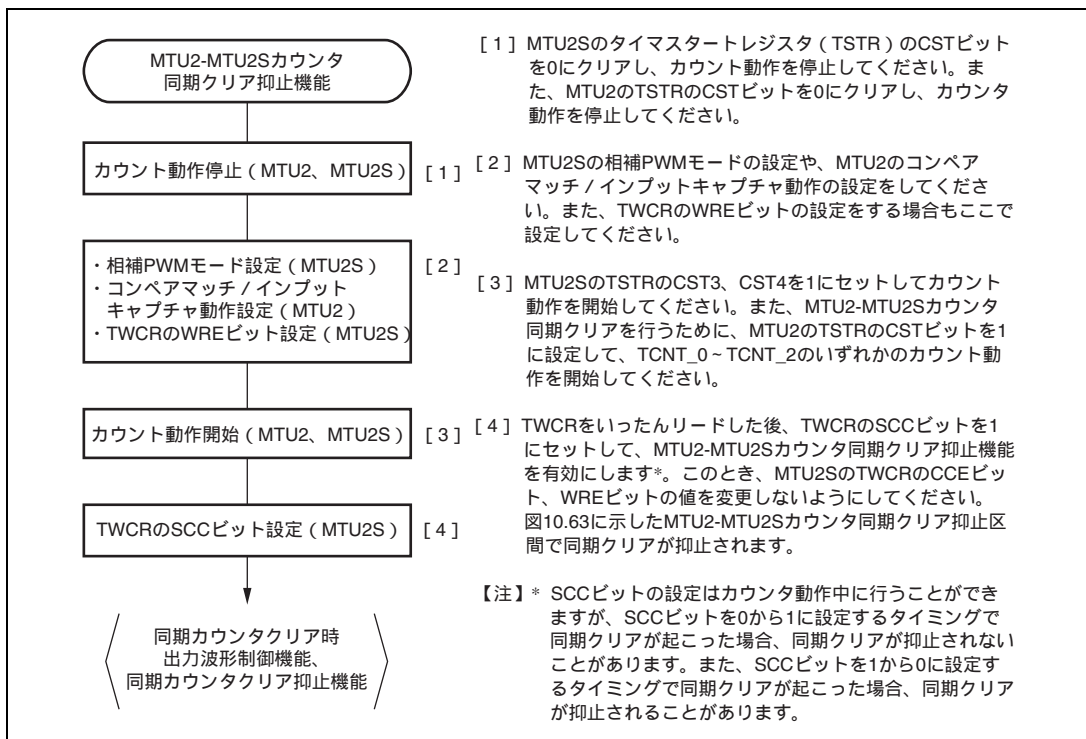 MTU2-MTU2Sカウンタ
同期クリア抑止機能
カウント動作停止（MTU2、MTU2S） [1]
・相補PWMモード設定（MTU2S） [2]
・コンペアマッチ / インプット
キャプチャ動作設定（MTU2）
・TWCRのWREビット設定（MTU2S）
カウント動作開始（MTU2、MTU2S） [3]
TWCRのSCCビット設定（MTU2S） [4]
同期カウンタクリア時
出力波形制御機能、
同期カウンタクリア抑止機能
[1] MTU2Sのタイマスタートレジスタ（TSTR）のCSTビット
を0にクリアし、カウント動作を停止してください。ま
た、MTU2のTSTRのCSTビットを0にクリアし、カウンタ
動作を停止してください。
[2] MTU2Sの相補PWMモードの設定や、MTU2のコンペア
マッチ / インプットキャプチャ動作の設定をしてくださ
い。また、TWCRのWREビットの設定をする場合もここで
設定してください。
[3] MTU2SのTSTRのCST3、CST4を1にセットしてカウント
動作を開始してください。また、MTU2-MTU2Sカウンタ
同期クリアを行うために、MTU2のTSTRのCSTビットを1
に設定して、TCNT_0～TCNT_2のいずれかのカウント動
作を開始してください。
[4] TWCRをいったんリードした後、TWCRのSCCビットを1
にセットして、MTU2-MTU2Sカウンタ同期クリア抑止機能
を有効にします*。このとき、MTU2SのTWCRのCCEビッ
ト、WREビットの値を変更しないようにしてください。
図10.63に示したMTU2-MTU2Sカウンタ同期クリア抑止区
間で同期クリアが抑止されます。
【注】* SCCビットの設定はカウンタ動作中に行うことができ
ますが、SCCビットを0から1に設定するタイミングで
同期クリアが起こった場合、同期クリアが抑止されない
ことがあります。また、SCCビットを1から0に設定す
るタイミングで同期クリアが起こった場合、同期クリア
が抑止されることがあります。